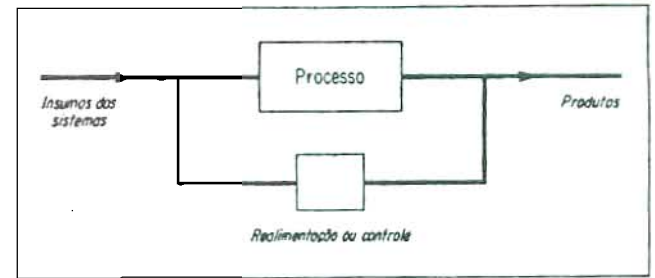 Processo
Insumos dos
sistemas
Produtos
Realimentação ou controle